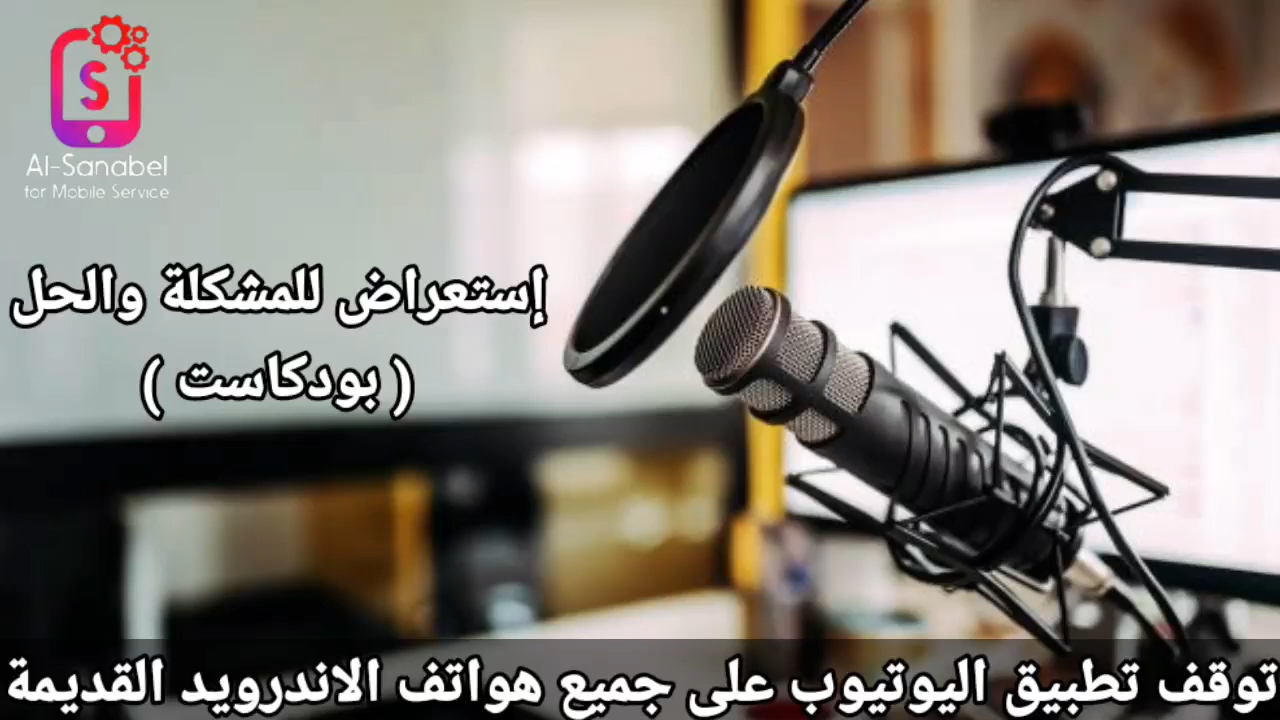 S
Al-Sanabel
for Mobile Service
إستعراض للمشكلة والحل
( بودكاست )
توقف تطبيق اليوتيوب على جميع هواتف الاندرويد القديمة